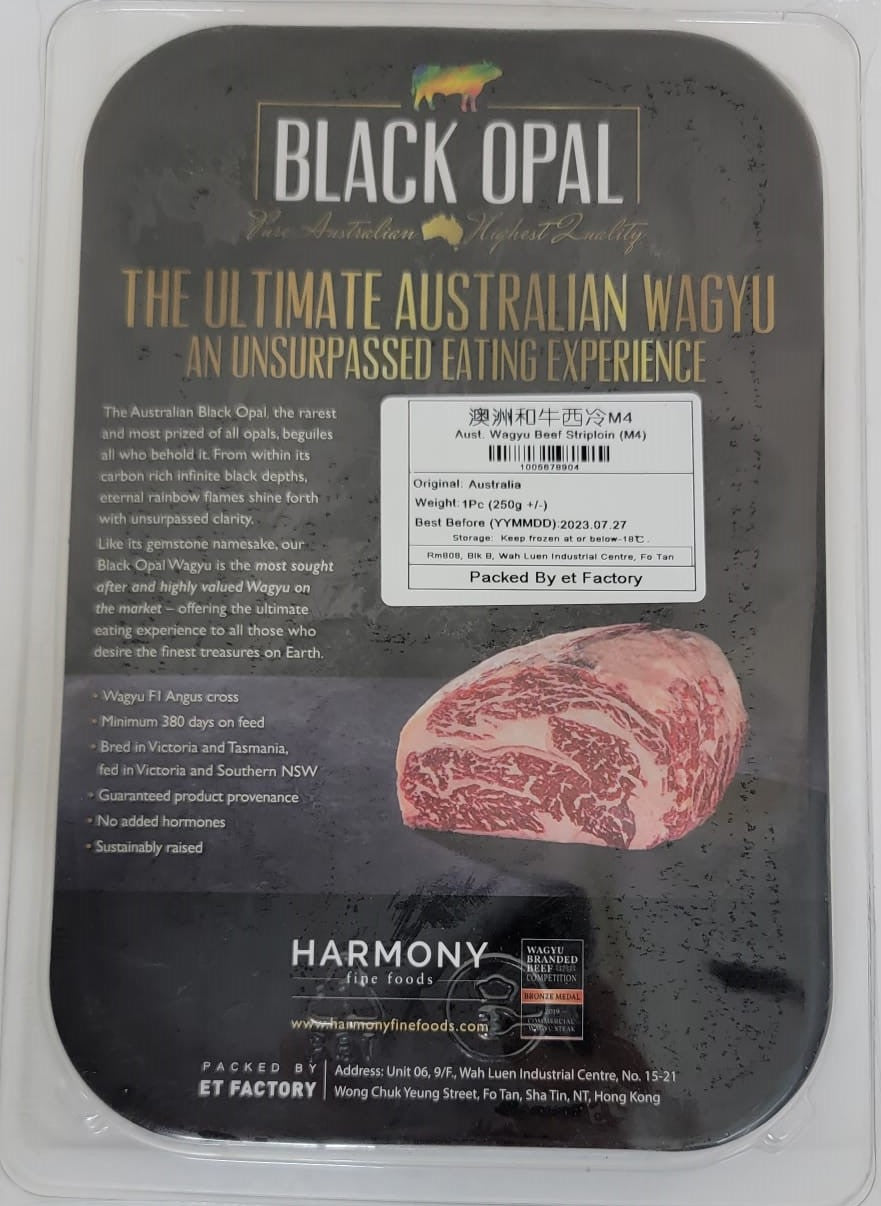 BLACK OPAL
Pure Australian Highest Quality
THE ULTIMATE AUSTRALIAN WAGYU
AN UNSURPASSED EATING EXPERIENCE
The Australian Black Opal, the rarest
and most prized of all opals, beguiles
all who behold it. From within its
carbon rich infinite black depths,
eternal rainbow flames shine forth
with unsurpassed clarity.
Like its gemstone namesake, our
Black Opal Wagyu is the most sought
after and highly valued Wagyu on
the market – offering the ultimate
eating experience to all those who
desire the finest treasures on Earth.
• Wagyu F1 Angus cross
• Minimum 380 days on feed
• Bred in Victoria and Tasmania,
fed in Victoria and Southern NSW
• Guaranteed product provenance
• No added hormones
• Sustainably raised
澳洲和牛西冷M4
Aust. Wagyu Beef Striploin (M4)
1005678904
Original: Australia
Weight: 1Pc (250g +/-)
Best Before (YYMMDD):2023.07.27
Storage: Keep frozen at or below-18℃.
Rm808, Blk B, Wah Luen Industrial Centre, Fo Tan
Packed By et Factory
HARMONY
fine foods
www.harmonyfinefoods.com
WAGYU
BRANDED
BEEF
COMPETITION
BRONZE MEDAL
2019
COMMERCIAL
WAGYU STEAK
PACKED BY
ET FACTORY
Address: Unit 06, 9/F., Wah Luen Industrial Centre, No. 15-21
Wong Chuk Yeung Street, Fo Tan, Sha Tin, NT, Hong Kong